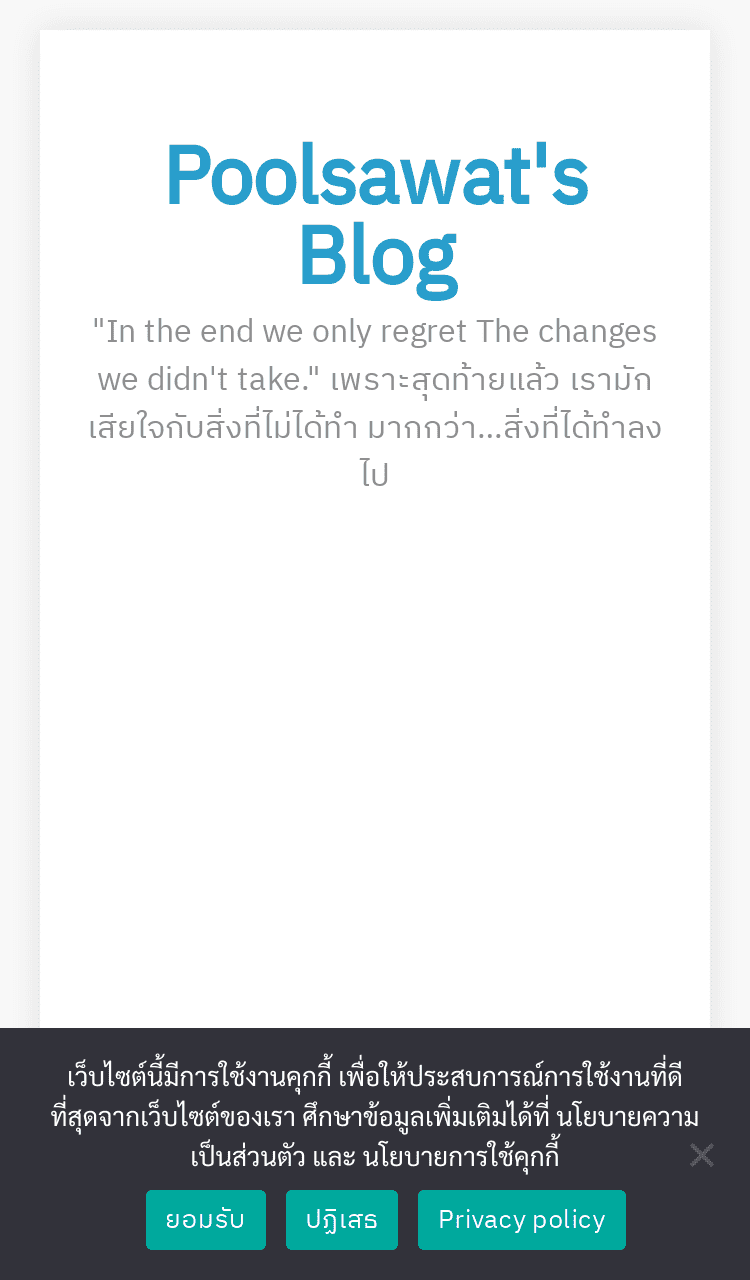 Poolsawat's
Blog
"In the end we only regret The changes
we didn't take." เพราะสุดท้ายแล้ว เรามัก
เสียใจกับสิ่งที่ไม่ได้ทำ มากกว่า...สิ่งที่ได้ทำลง
ไป
เว็บไซต์นี้มีการใช้งานคุกกี้ เพื่อให้ประสบการณ์การใช้งานที่ดี
ที่สุดจากเว็บไซต์ของเรา ศึกษาข้อมูลเพิ่มเติมได้ที่ นโยบายความ
เป็นส่วนตัว และ นโยบายการใช้คุกกี้
ยอมรับ ปฏิเสธ Privacy policy